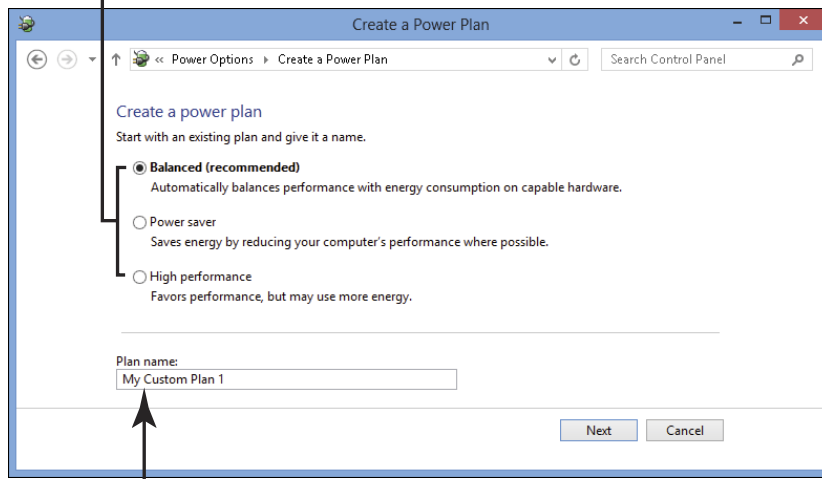 Create a Power Plan
« Power Options ▸ Create a Power Plan
Search Control Panel
Create a power plan
Start with an existing plan and give it a name.
Balanced (recommended)
Automatically balances performance with energy consumption on capable hardware.
Power saver
Saves energy by reducing your computer's performance where possible.
High performance
Favors performance, but may use more energy.
Plan name:
My Custom Plan 1
Next Cancel